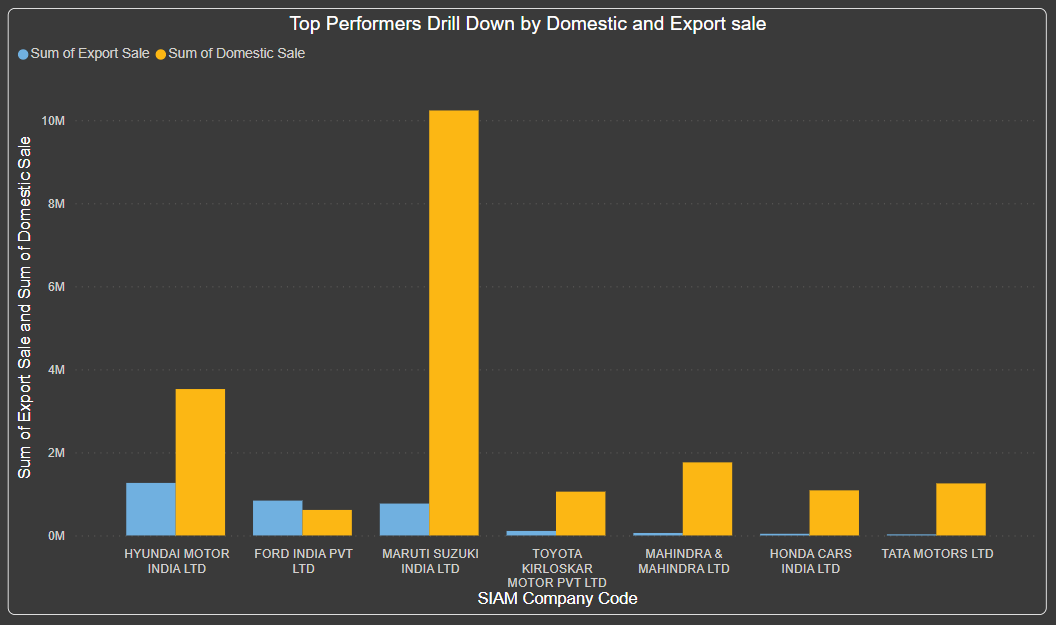 Top Performers Drill Down by Domestic and Export sale
Sum of Export Sale Sum of Domestic Sale
Sum of Export Sale and Sum of Domestic Sale
10M
8M
6M
4M
2M
0M
HYUNDAI MOTOR
INDIA LTD
FORD INDIA PVT
LTD
MARUTI SUZUKI
INDIA LTD
TOYOTA
KIRLOSKAR
MOTOR PVT LTD
MAHINDRA &
MAHINDRA LTD
HONDA CARS
INDIA LTD
TATA MOTORS LTD
SIAM Company Code